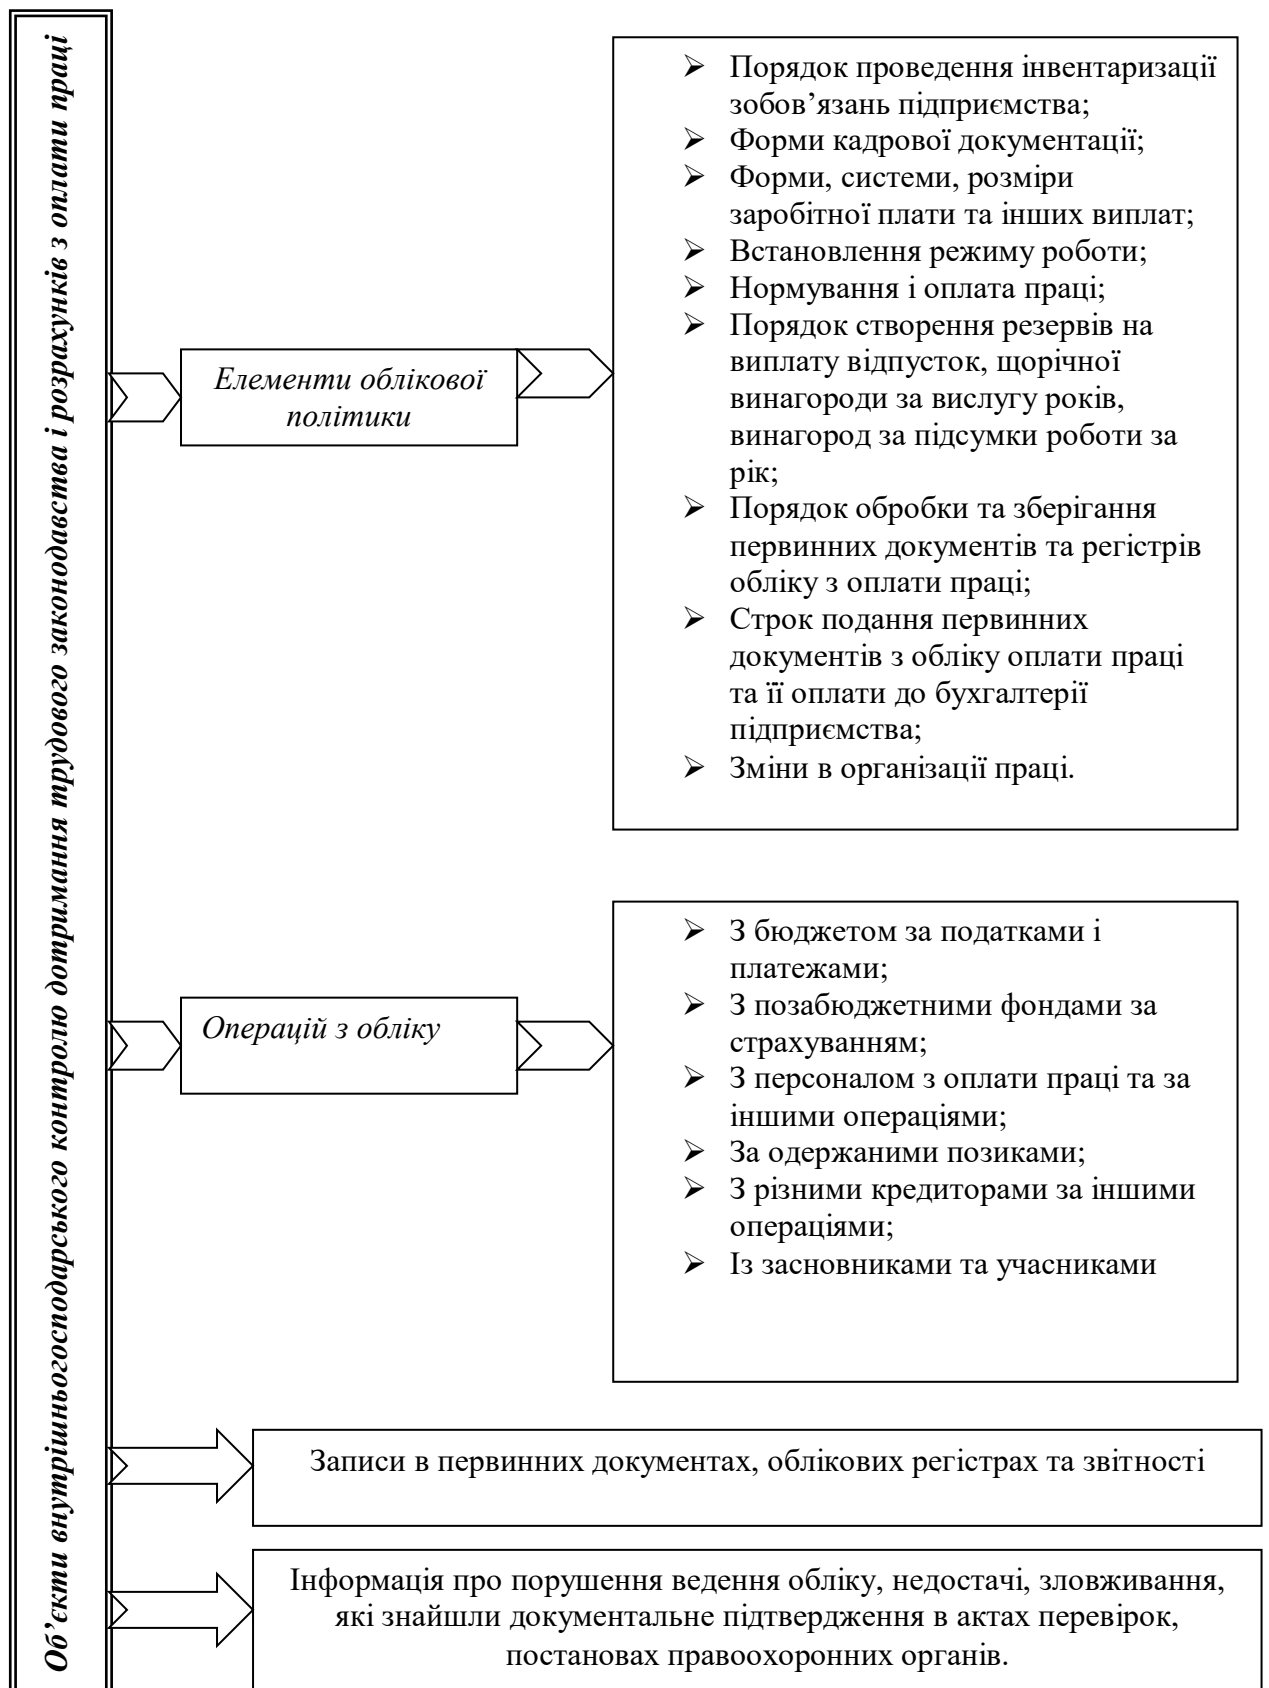 Об’єкти внутрішньогосподарського контролю дотримання трудового законодавства і розрахунків з оплати праці
Елементи облікової
політики
➢ Порядок проведення інвентаризації
зобов’язань підприємства;
➢ Форми кадрової документації;
➢ Форми, системи, розміри
заробітної плати та інших виплат;
➢ Встановлення режиму роботи;
➢ Нормування і оплата праці;
➢ Порядок створення резервів на
виплату відпусток, щорічної
винагороди за вислугу років,
винагород за підсумки роботи за
рік;
➢ Порядок обробки та зберігання
первинних документів та регістрів
обліку з оплати праці;
➢ Строк подання первинних
документів з обліку оплати праці
та її оплати до бухгалтерії
підприємства;
➢ Зміни в організації праці.
Операцій з обліку
➢ З бюджетом за податками і
платежами;
➢ З позабюджетними фондами за
страхуванням;
➢ З персоналом з оплати праці та за
іншими операціями;
➢ За одержаними позиками;
➢ З різними кредиторами за іншими
операціями;
➢ Із засновниками та учасниками
Записи в первинних документах, облікових регістрах та звітності
Інформація про порушення ведення обліку, недостачі, зловживання,
які знайшли документальне підтвердження в актах перевірок,
постановах правоохоронних органів.